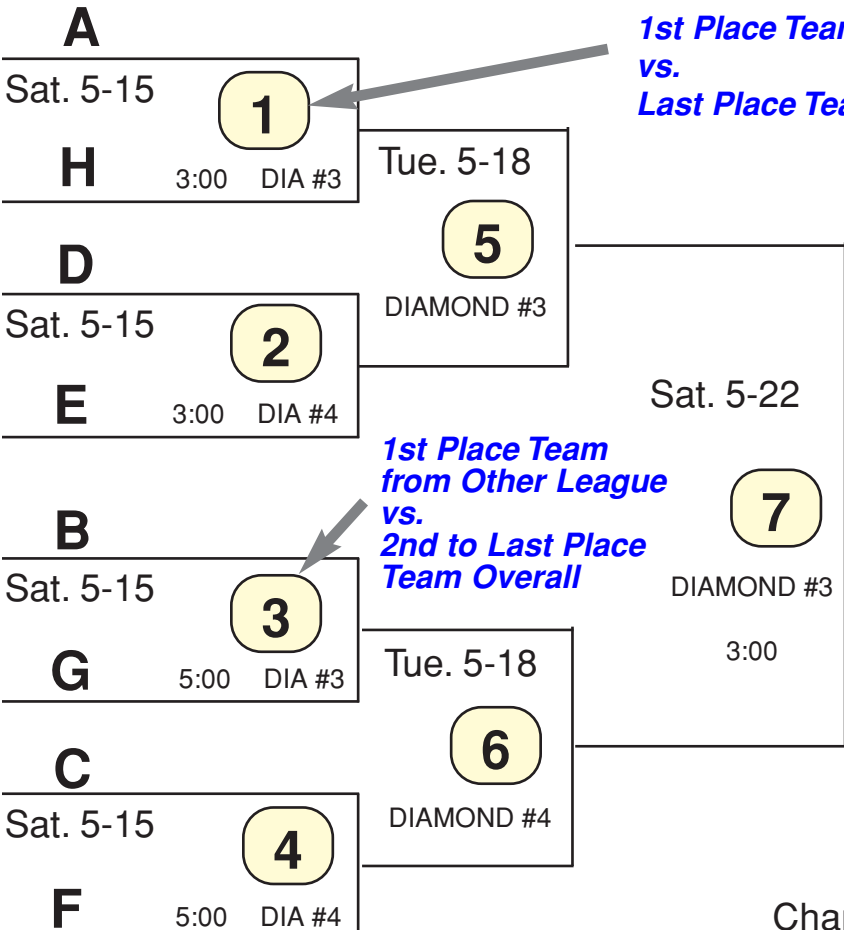 A
1st Place
vs.
Last Place
Sat. 5-15
1
H
3:00 DIA #3
Tue. 5-18
5
DIAMOND #3
D
Sat. 5-15
2
E
3:00 DIA #4
Sat. 5-22
7
DIAMOND #3
3:00
1st Place Team
from Other League
vs.
2nd to Last Place
Team Overall
B
Sat. 5-15
3
G
5:00 DIA #3
Tue. 5-18
6
DIAMOND #4
C
Sat. 5-15
4
F
5:00 DIA #4